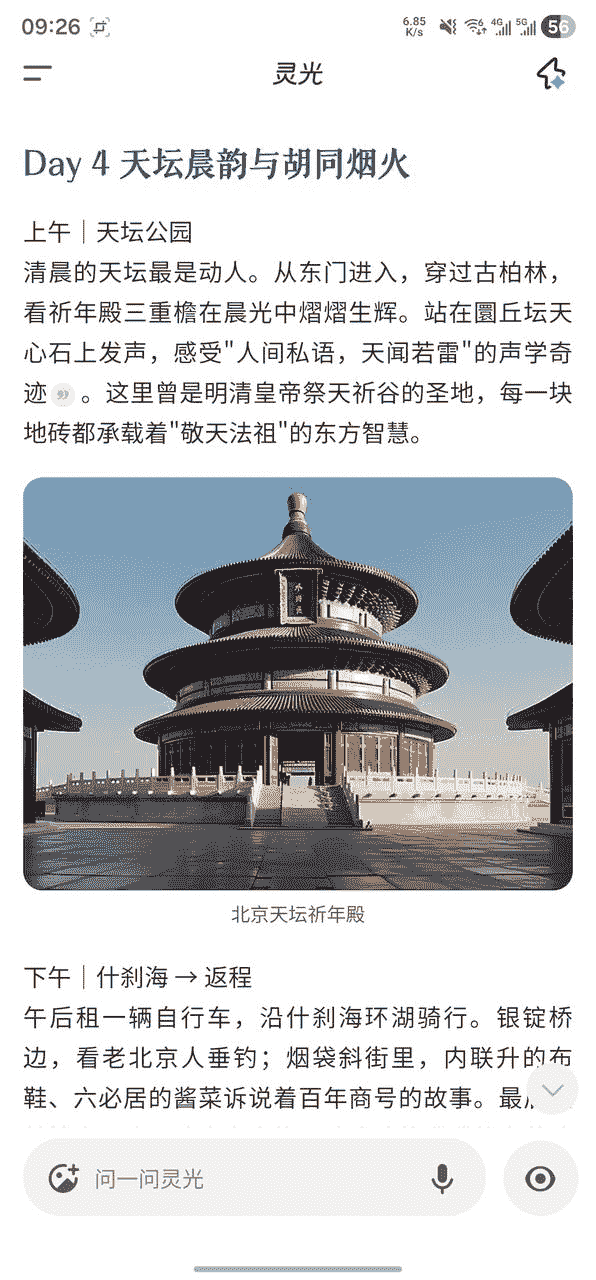 09:26
6.85
K/s
6
4G
5G
56
灵光
Day 4 天坛晨韵与胡同烟火
上午｜天坛公园
清晨的天坛最是动人。从东门进入，穿过古柏林，
看祈年殿三重檐在晨光中熠熠生辉。站在圜丘坛天
心石上发声，感受"人间私语，天闻若雷"的声学奇
迹。这里曾是明清皇帝祭天祈谷的圣地，每一块
地砖都承载着"敬天法祖"的东方智慧。
北京天坛祈年殿
下午｜什刹海 → 返程
午后租一辆自行车，沿什刹海环湖骑行。银锭桥
边，看老北京人垂钓；烟袋斜街里，内联升的布
鞋、六必居的酱菜诉说着百年商号的故事。最
问一问灵光